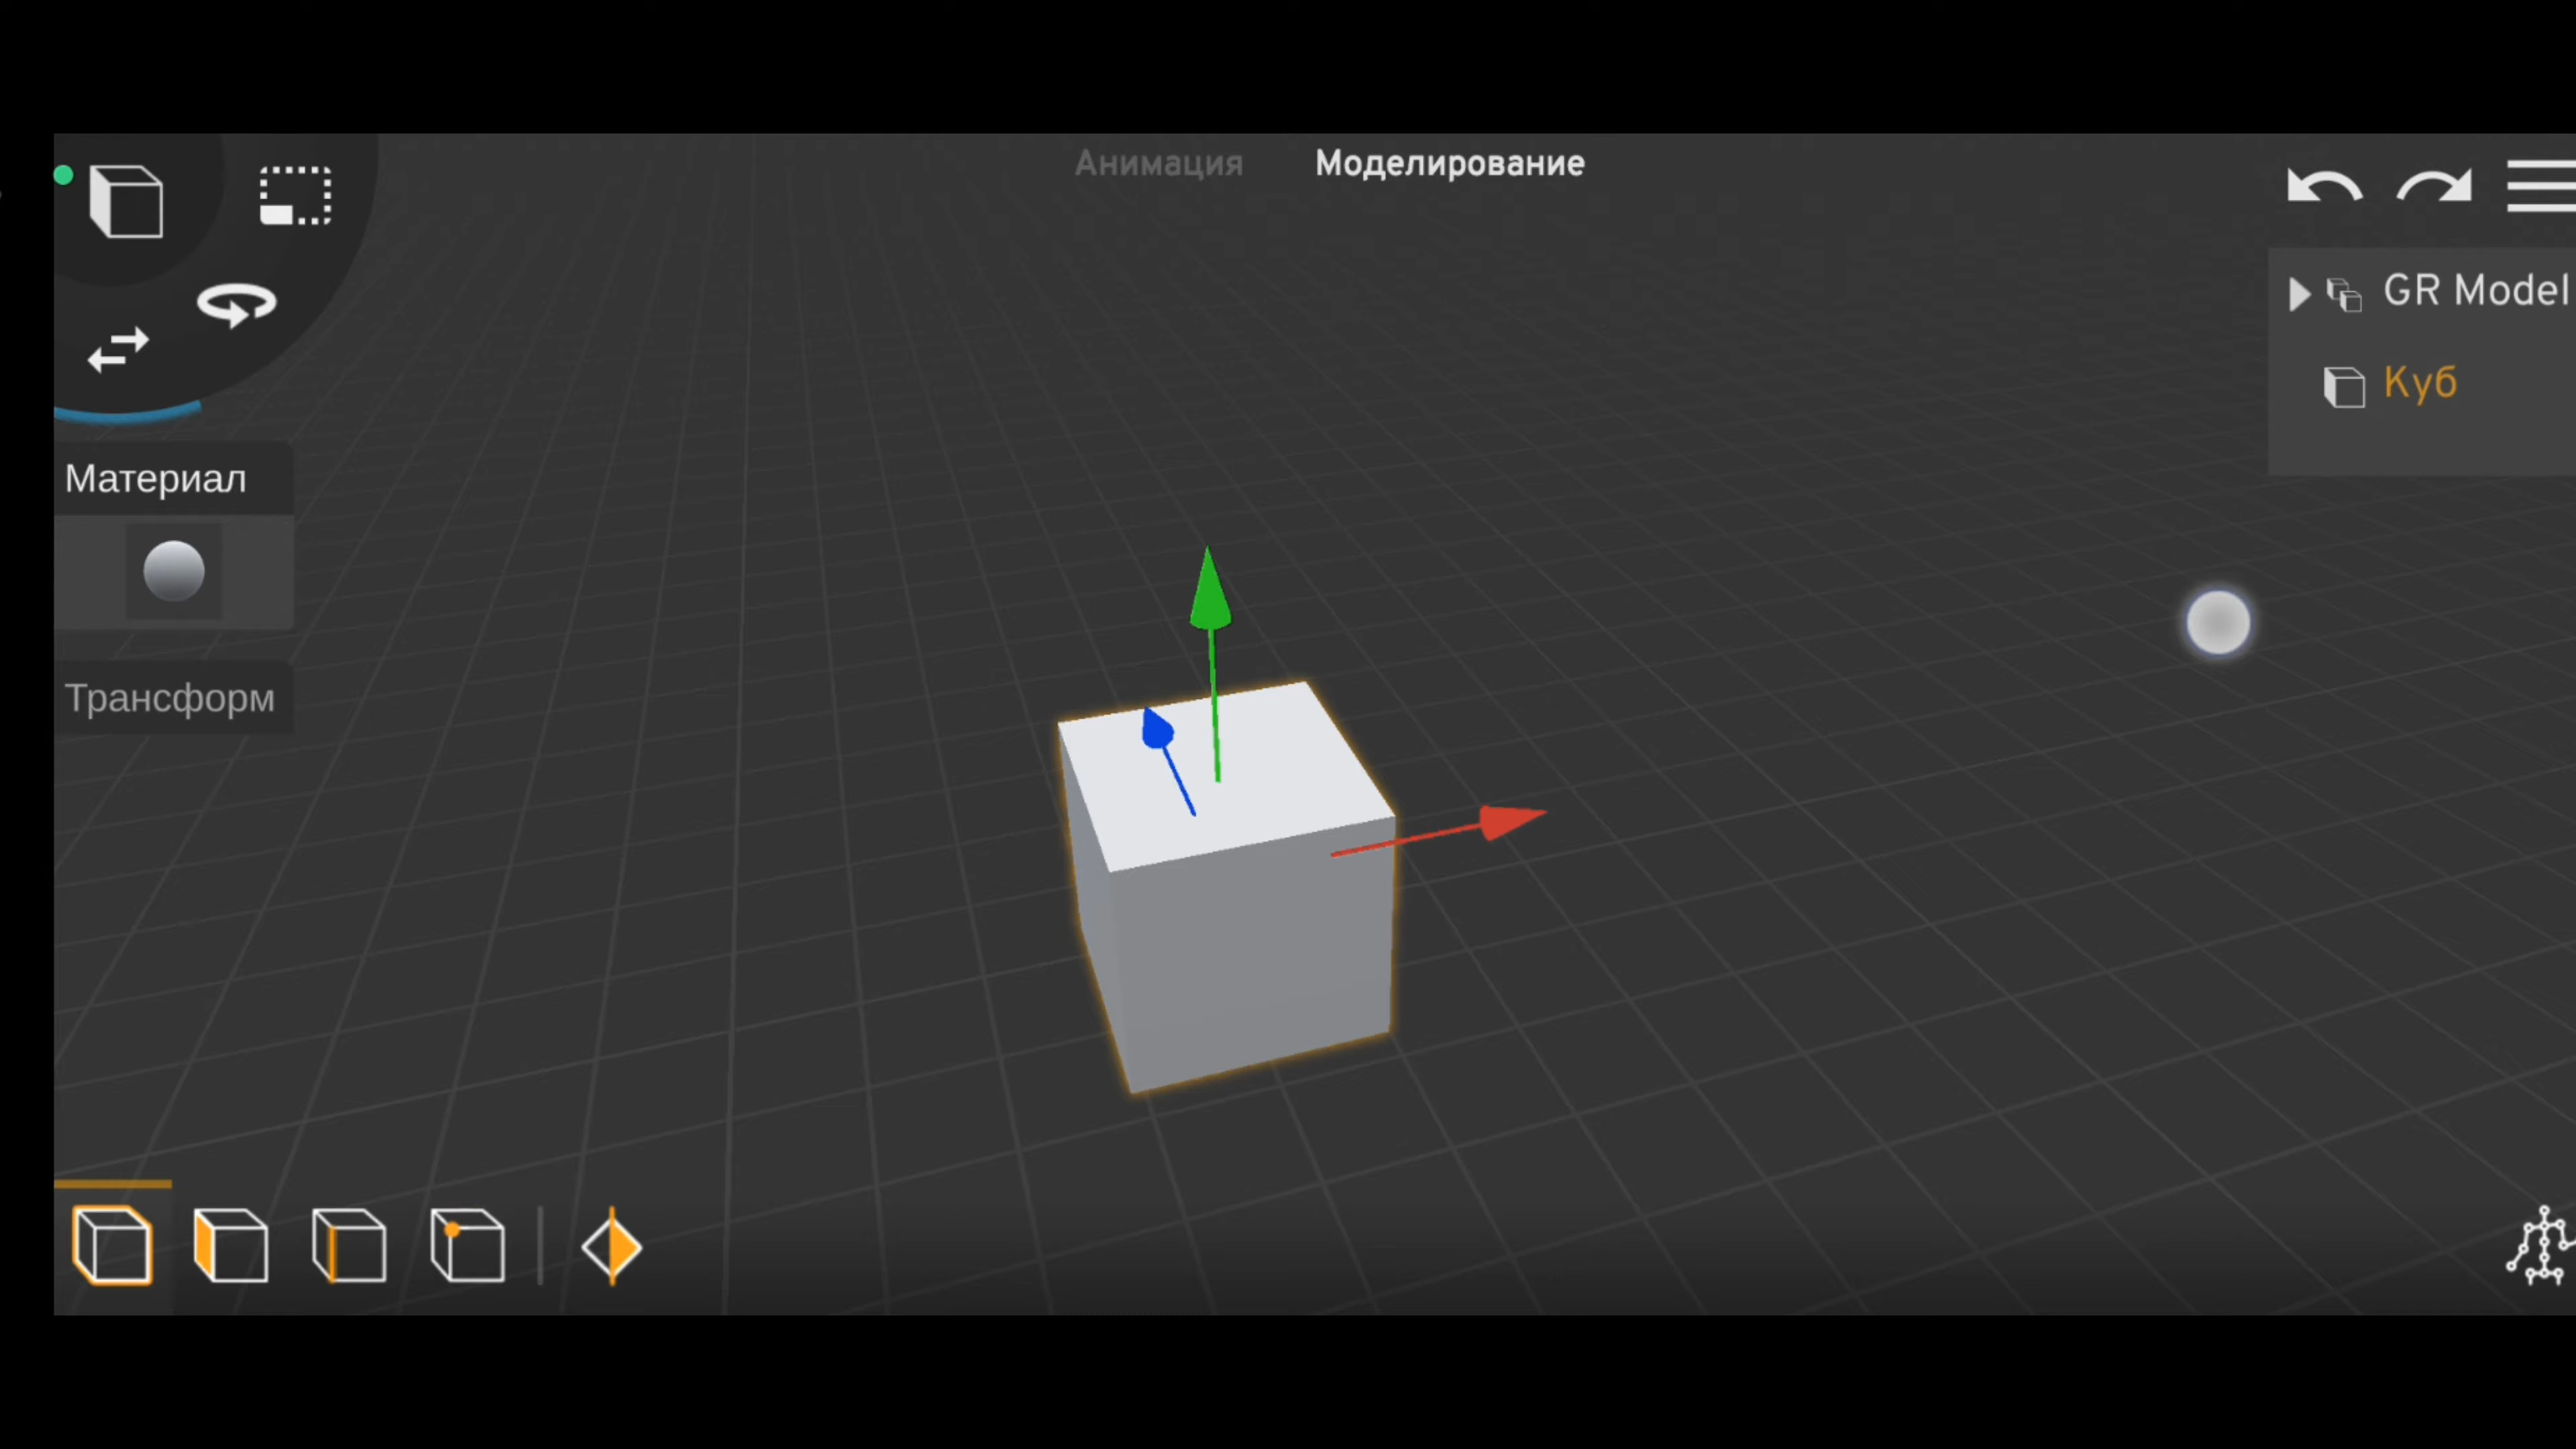 Анимация Моделирование
GR Model
Куб
Материал
Трансформ